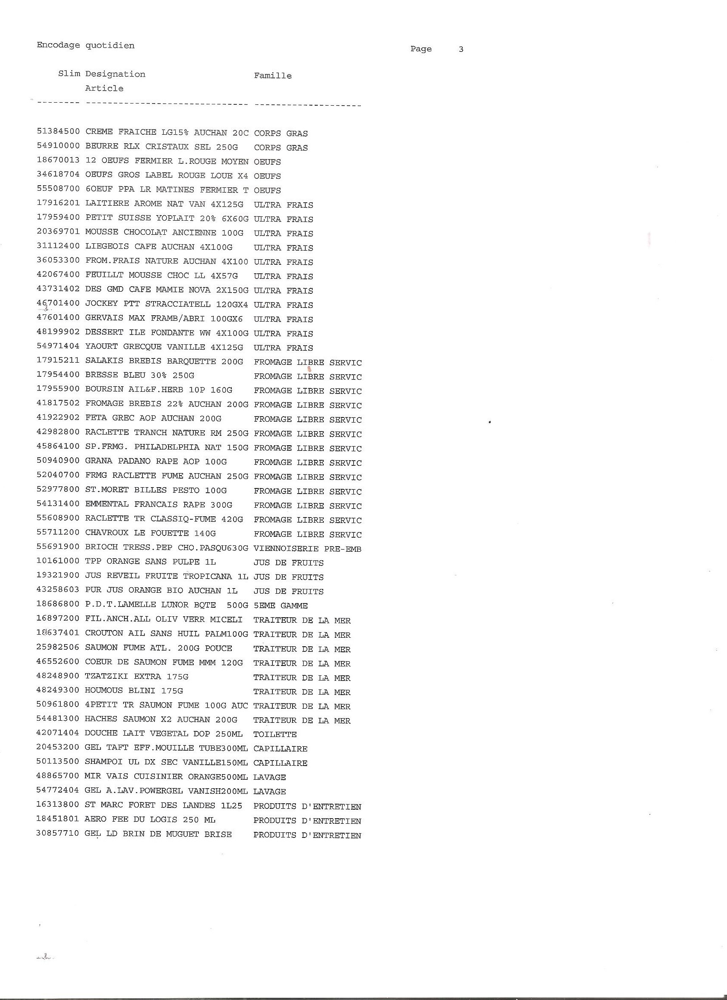 Encodage quotidien Page 3
Slim Designation Famille
Article
-------- ------------------------------ --------------------
51384500 CREME FRAICHE LG15% AUCHAN 20C CORPS GRAS
54910000 BEURRE RLX CRISTAUX SEL 250G CORPS GRAS
18670013 12 OEUFS FERMIER L.ROUGE MOYEN OEUFS
34618704 OEUFS GROS LABEL ROUGE LOUE X4 OEUFS
55508700 6OEUF PPA LR MATINES FERMIER T OEUFS
17916201 LAITIERE AROME NAT VAN 4X125G ULTRA FRAIS
17959400 PETIT SUISSE YOPLAIT 20% 6X60G ULTRA FRAIS
20369701 MOUSSE CHOCOLAT ANCIENNE 100G ULTRA FRAIS
31112400 LIEGEOIS CAFE AUCHAN 4X100G ULTRA FRAIS
36053300 FROM.FRAIS NATURE AUCHAN 4X100 ULTRA FRAIS
42067400 FEUILLT MOUSSE CHOC LL 4X57G ULTRA FRAIS
43731402 DES GMD CAFE MAMIE NOVA 2X150G ULTRA FRAIS
46701400 JOCKEY PTT STRACCIATELL 120GX4 ULTRA FRAIS
47601400 GERVAIS MAX FRAMB/ABRI 100GX6 ULTRA FRAIS
48199902 DESSERT ILE FONDANTE WW 4X100G ULTRA FRAIS
54971404 YAOURT GRECQUE VANILLE 4X125G ULTRA FRAIS
17915211 SALAKIS BREBIS BARQUETTE 200G FROMAGE LIBRE SERVIC
17954400 BRESSE BLEU 30% 250G FROMAGE LIBRE SERVIC
17955900 BOURSIN AIL&F.HERB 10P 160G FROMAGE LIBRE SERVIC
41817502 FROMAGE BREBIS 22% AUCHAN 200G FROMAGE LIBRE SERVIC
41922902 FETA GREC AOP AUCHAN 200G FROMAGE LIBRE SERVIC
42982800 RACLETTE TRANCH NATURE RM 250G FROMAGE LIBRE SERVIC
45864100 SP.FRMG. PHILADELPHIA NAT 150G FROMAGE LIBRE SERVIC
50940900 GRANA PADANO RAPE AOP 100G FROMAGE LIBRE SERVIC
52040700 FRMG RACLETTE FUME AUCHAN 250G FROMAGE LIBRE SERVIC
52977800 ST.MORET BILLES PESTO 100G FROMAGE LIBRE SERVIC
54131400 EMMENTAL FRANCAIS RAPE 300G FROMAGE LIBRE SERVIC
55608900 RACLETTE TR CLASSIQ-FUME 420G FROMAGE LIBRE SERVIC
55711200 CHAVROUX LE FOUETTE 140G FROMAGE LIBRE SERVIC
55691900 BRIOCH TRESS.PEP CHO.PASQU630G VIENNOISERIE PRE-EMB
10161000 TPP ORANGE SANS PULPE 1L JUS DE FRUITS
19321900 JUS REVEIL FRUITE TROPICANA 1L JUS DE FRUITS
43258603 PUR JUS ORANGE BIO AUCHAN 1L JUS DE FRUITS
18686800 P.D.T.LAMELLE LUNOR BQTE 500G 5EME GAMME
16897200 FIL.ANCH.ALL OLIV VERR MICELI TRAITEUR DE LA MER
18637401 CROUTON AIL SANS HUIL PALM100G TRAITEUR DE LA MER
25982506 SAUMON FUME ATL. 200G POUCE TRAITEUR DE LA MER
46552600 COEUR DE SAUMON FUME MMM 120G TRAITEUR DE LA MER
48248900 TZATZIKI EXTRA 175G TRAITEUR DE LA MER
48249300 HOUMOUS BLINI 175G TRAITEUR DE LA MER
50961800 4PETIT TR SAUMON FUME 100G AUC TRAITEUR DE LA MER
54481300 HACHES SAUMON X2 AUCHAN 200G TRAITEUR DE LA MER
42071404 DOUCHE LAIT VEGETAL DOP 250ML TOILETTE
20453200 GEL TAFT EFF.MOUILLE TUBE300ML CAPILLAIRE
50113500 SHAMPOI UL DX SEC VANILLE150ML CAPILLAIRE
48865700 MIR VAIS CUISINIER ORANGE500ML LAVAGE
54772404 GEL A.LAV.POWERGEL VANISH200ML LAVAGE
16313800 ST MARC FORET DES LANDES 1L25 PRODUITS D'ENTRETIEN
18451801 AERO FEE DU LOGIS 250 ML PRODUITS D'ENTRETIEN
30857710 GEL LD BRIN DE MUGUET BRISE PRODUITS D'ENTRETIEN